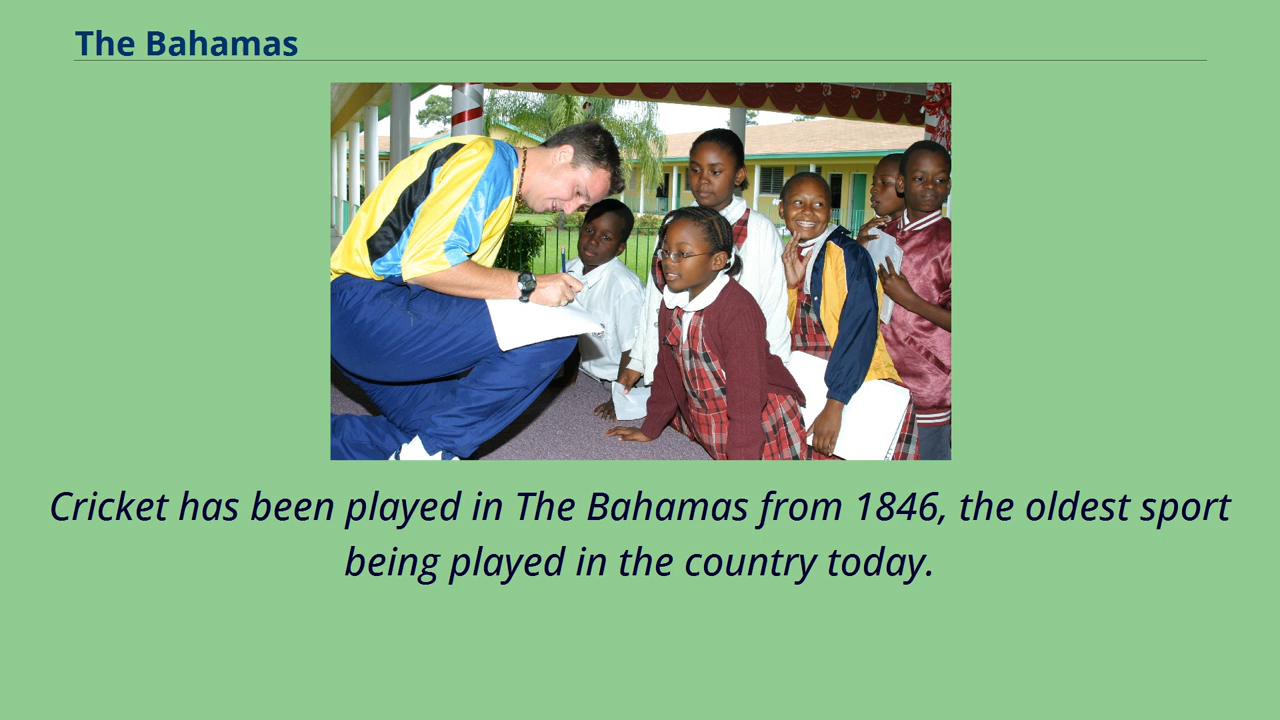 The Bahamas
Cricket has been played in The Bahamas from 1846, the oldest sport
being played in the country today.